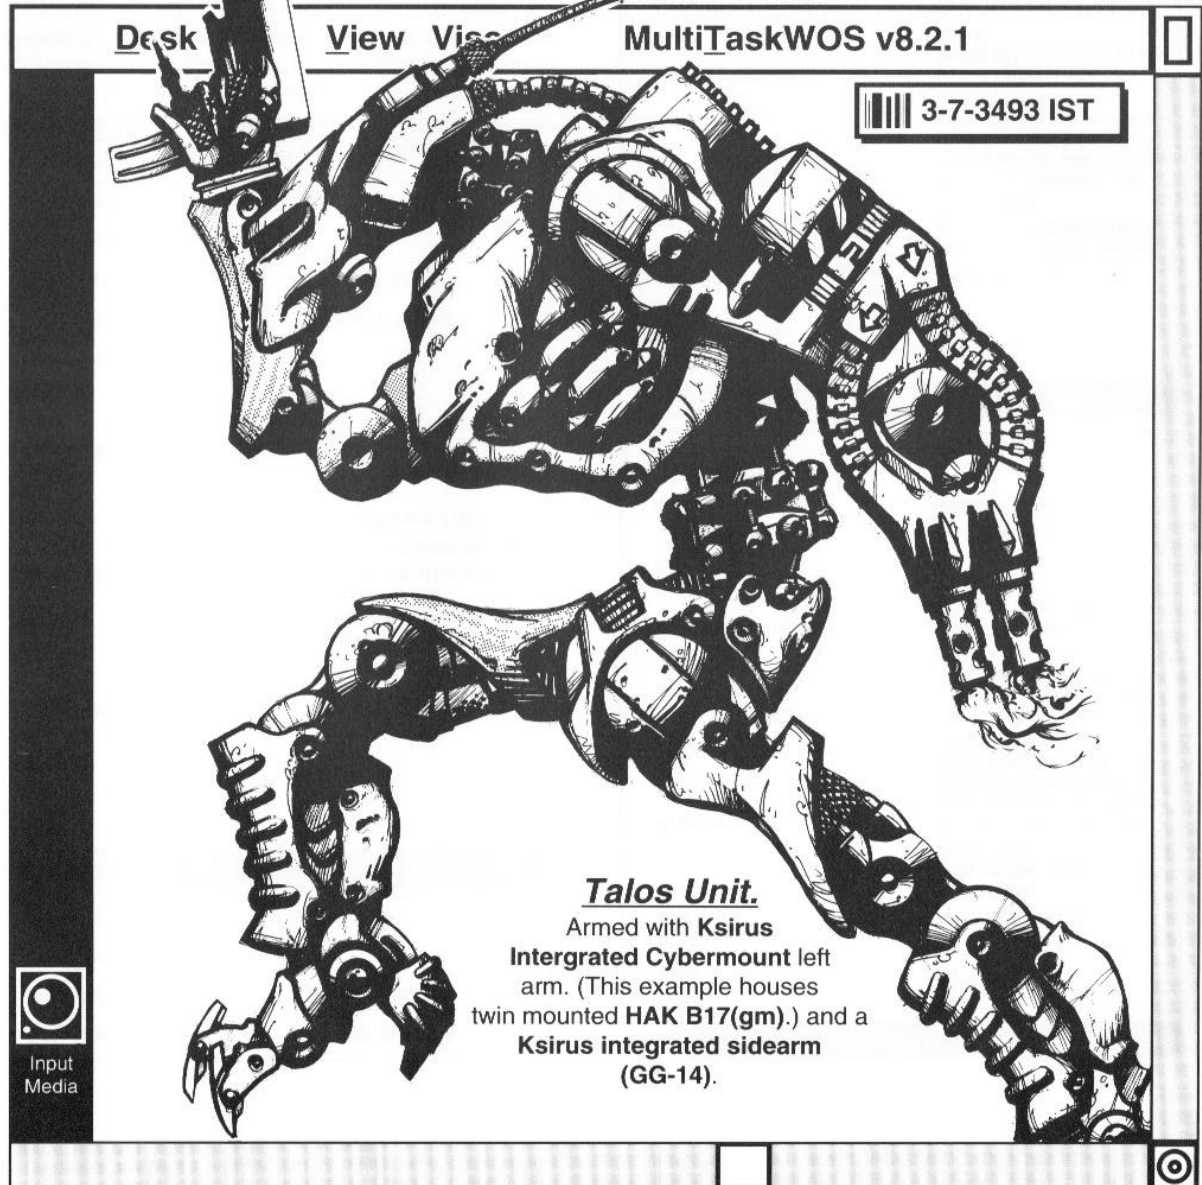 Desk View MultiTaskWOS v8.2.1
3-7-3493 IST
Talos Unit.
Armed with Ksirus
Intergrated Cybermount left
arm. (This example houses
twin mounted HAK B17(gm).) and a
Ksirus integrated sidearm
(GG-14).
Input
Media